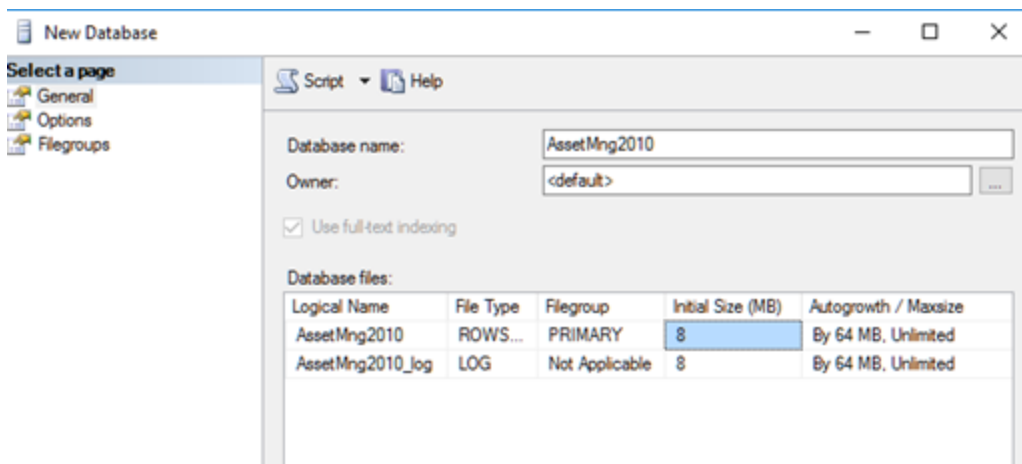 New Database
Select a page
General
Options
Filegroups
Script Help
Database name: AssetMng2010
Owner: <default> ...
Use full-text indexing
Database files:
Logical Name File Type Filegroup Initial Size (MB) Autogrowth / Maxsize
AssetMng2010 ROWS... PRIMARY 8 By 64 MB, Unlimited
AssetMng2010_log LOG Not Applicable 8 By 64 MB, Unlimited